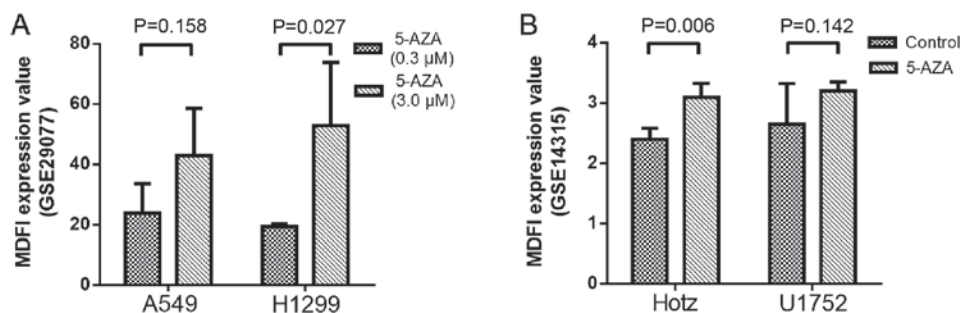 A
MDFI expression value
(GSE29077)
80
60
40
20
0
P=0.158
P=0.027
5-AZA
(0.3 µM)
5-AZA
(3.0 µM)
A549
H1299
B
MDFI expression value
(GSE14315)
4
3
2
1
0
P=0.006
P=0.142
Control
5-AZA
Hotz
U1752